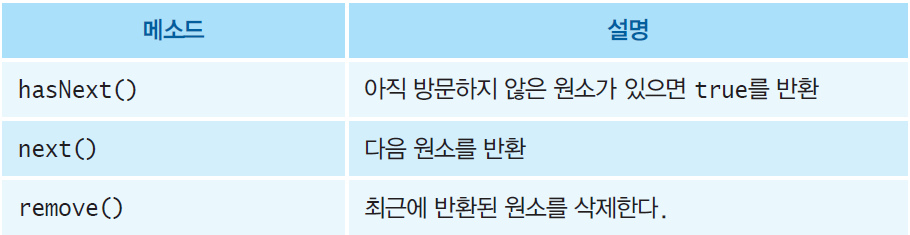 메소드 설명
hasNext() 아직 방문하지 않은 원소가 있으면 true를 반환
next() 다음 원소를 반환
remove() 최근에 반환된 원소를 삭제한다.